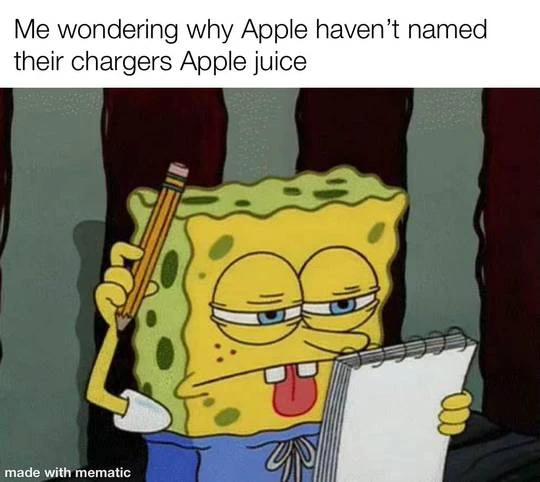 Me wondering why Apple haven’t named
their chargers Apple juice
made with mematic